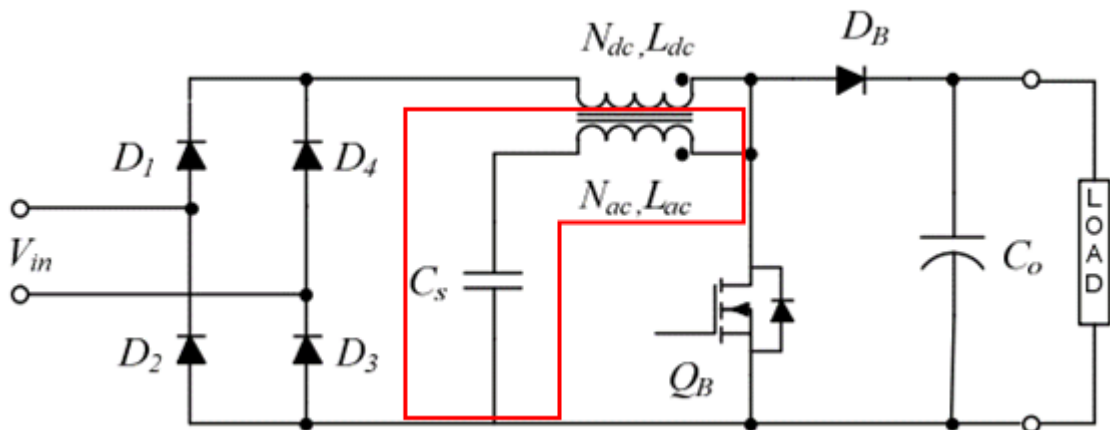 N_dc, L_dc
D_B
D_1
D_4
V_in
N_ac, L_ac
C_s
C_o
LOAD
D_2
D_3
Q_B